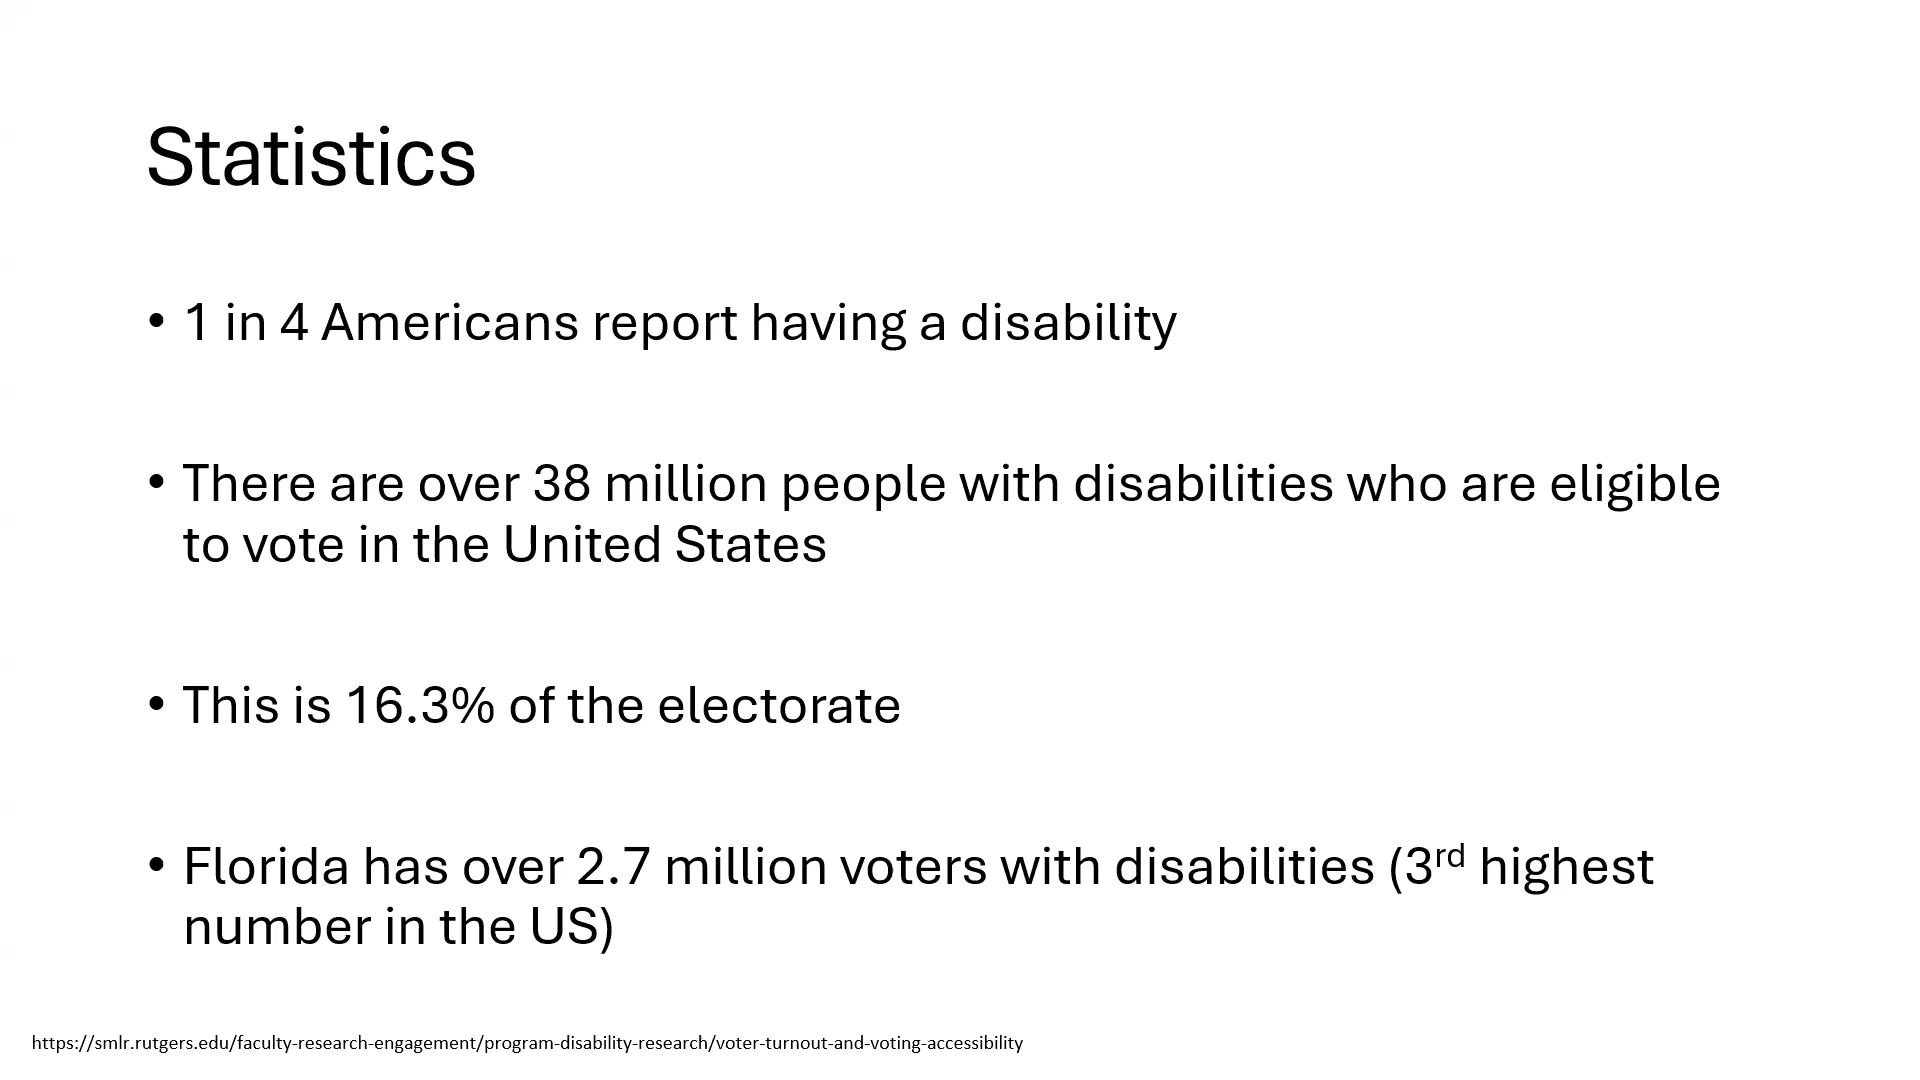 Statistics
• 1 in 4 Americans report having a disability
• There are over 38 million people with disabilities who are eligible
to vote in the United States
• This is 16.3% of the electorate
• Florida has over 2.7 million voters with disabilities (3rd highest
number in the US)
https://smlr.rutgers.edu/faculty-research-engagement/program-disability-research/voter-turnout-and-voting-accessibility